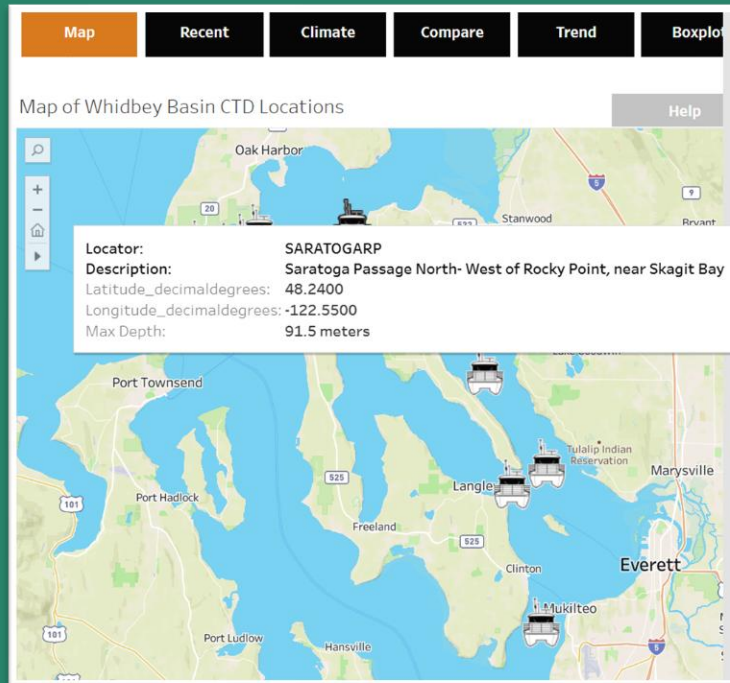 Map Recent Climate Compare Trend Boxplot
Map of Whidbey Basin CTD Locations
Help
Oak Harbor
20
5
9
Stanwood
532
Bryant
Locator: SARATOGARP
Description: Saratoga Passage North- West of Rocky Point, near Skagit Bay
Latitude_decimaldegrees: 48.2400
Longitude_decimaldegrees: -122.5500
Max Depth: 91.5 meters
Port Townsend
Tulalip Indian
Reservation
Marysville
525
Langle
101
Port Hadlock
Freeland
525
Clinton
Everett
Mukilteo
101
Port Ludlow
Hansville
5